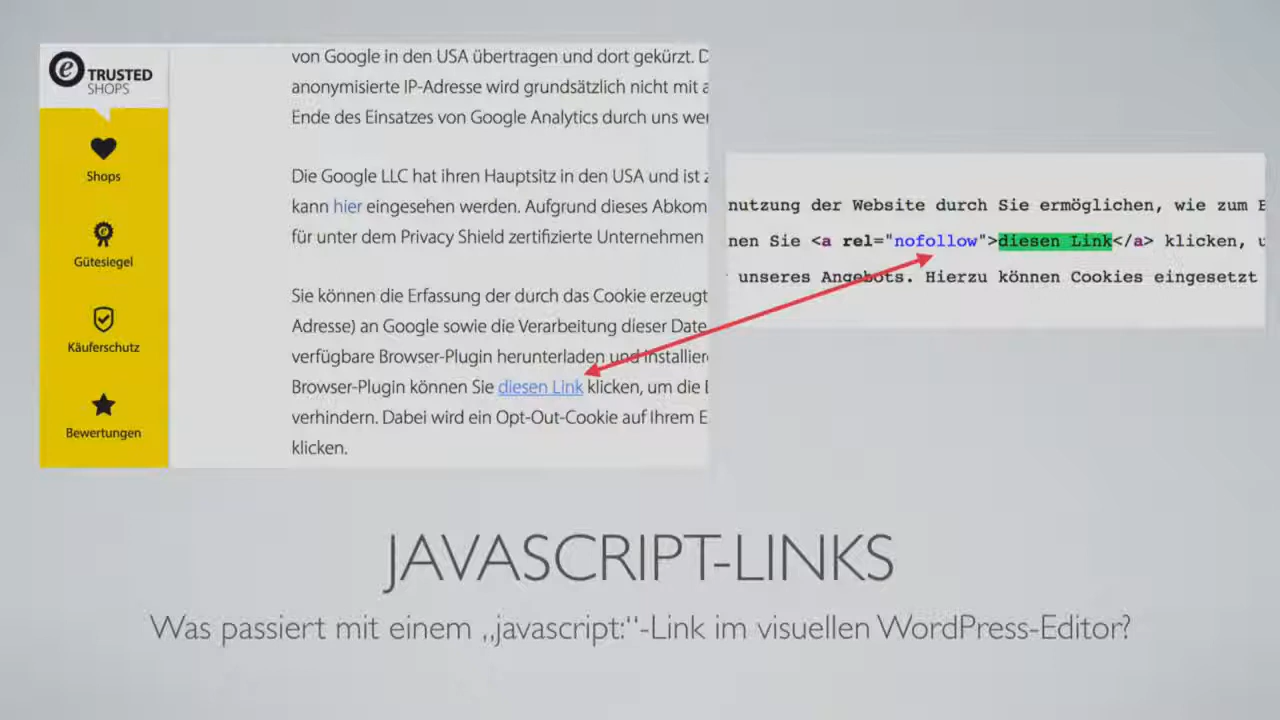 e TRUSTED
SHOPS
Shops
Gütesiegel
Käuferschutz
Bewertungen
von Google in den USA übertragen und dort gekürzt.
anonymisierte IP-Adresse wird grundsätzlich nicht mit
Ende des Einsatzes von Google Analytics durch uns
Die Google LLC hat ihren Hauptsitz in den USA und ist
kann hier eingesehen werden. Aufgrund dieses
für unter dem Privacy Shield zertifizierte Unternehmen
Sie können die Erfassung der durch das Cookie
Adresse) an Google sowie die Verarbeitung dieser
verfügbare Browser-Plugin herunterladen und
Browser-Plugin können Sie diesen Link klicken, um die
verhindern. Dabei wird ein Opt-Out-Cookie auf Ihrem
klicken.
nutzung der Website durch Sie ermöglichen, wie zum
nen Sie <a rel="nofollow">diesen Link</a> klicken,
unseres Angebots. Hierzu können Cookies eingesetzt
JAVASCRIPT-LINKS
Was passiert mit einem „javascript:“-Link im visuellen WordPress-Editor?